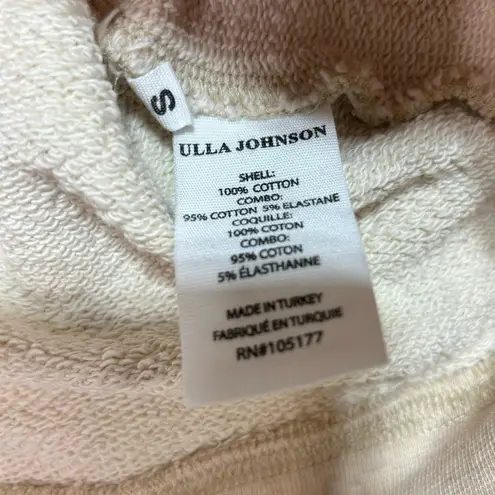 S
ULLA JOHNSON
SHELL:
100% COTTON
COMBO:
95% COTTON 5% ELASTANE
COQUILLE:
100% COTON
COMBO:
95% COTON
5% ÉLASTHANNE
MADE IN TURKEY
FABRIQUÉ EN TURQUIE
RN#105177